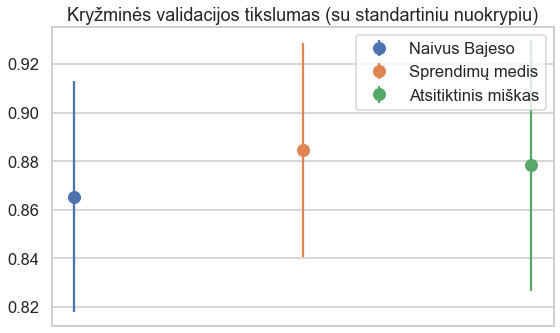 Kryžminės validacijos tikslumas (su standartiniu nuokrypiu)
Naivus Bajeso
Sprendimų medis
Atsitiktinis miškas
0.92
0.90
0.88
0.86
0.84
0.82